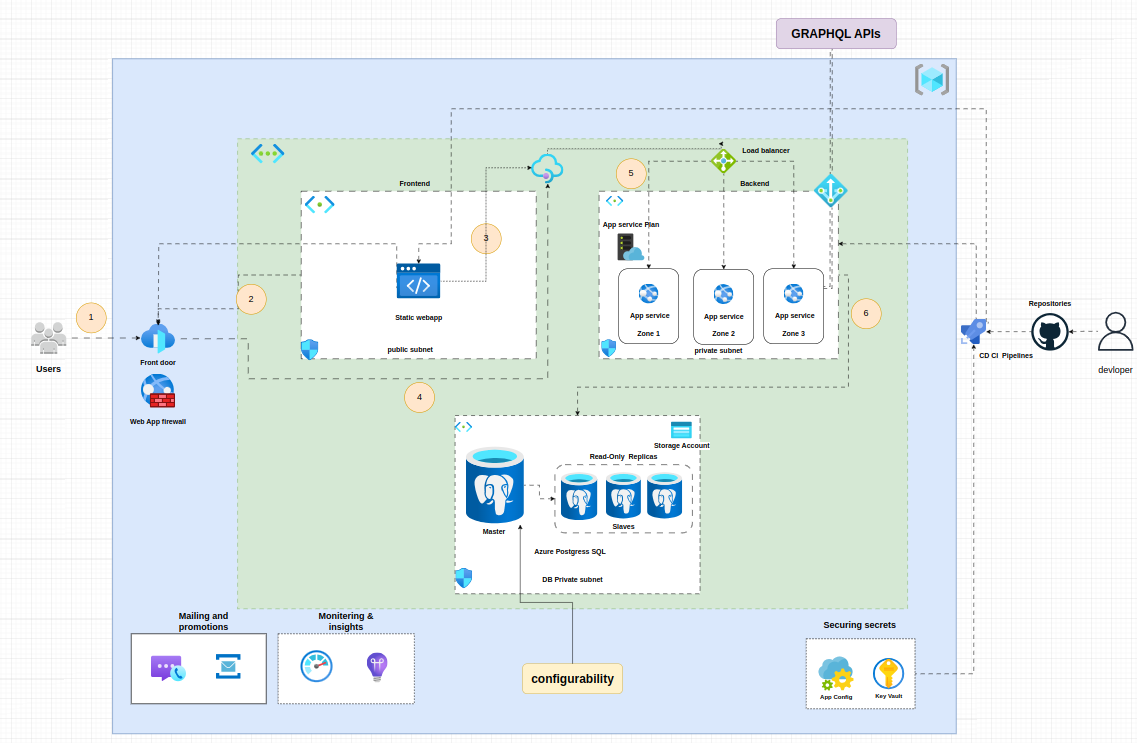 GRAPHQL APIs
Load balancer
Frontend
5
Backend
App service Plan
3
2
6
1
App service
Zone 1
App service
Zone 2
App service
Zone 3
Static webapp
public subnet
private subnet
Repositories
Users
Front door
CD CI Pipelines
devloper
4
Web App firewall
Storage Account
Read-Only Replicas
Master
Slaves
Azure Postgress SQL
DB Private subnet
Mailing and
promotions
Monitering &
insights
Securing secrets
configurability
App Config
Key Vault